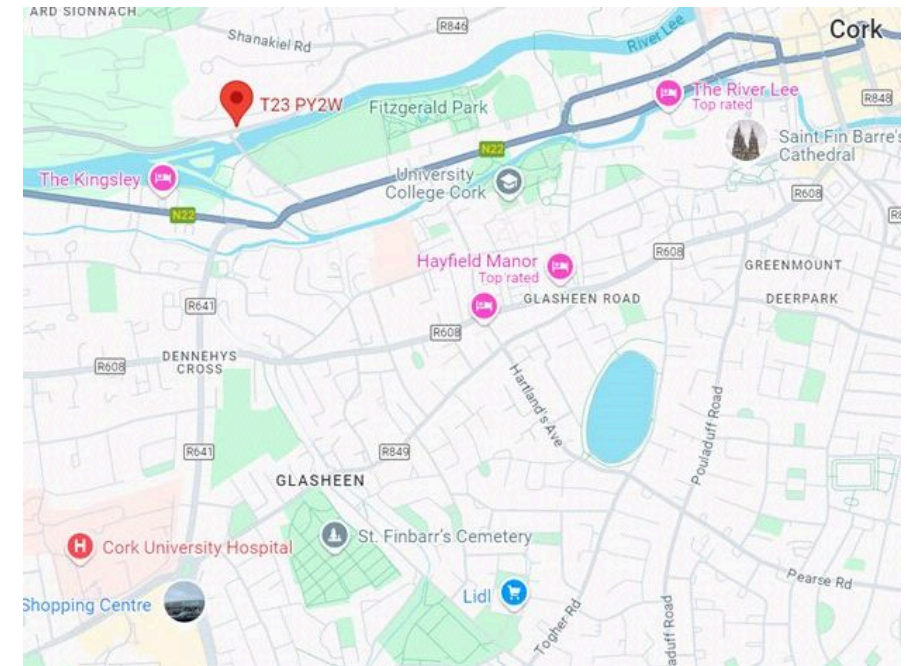 ARD SIONNACH
R846
Cork
Shanakiel Rd
River Lee
The River Lee
Top rated
T23 PY2W
Fitzgerald Park
R848
Saint Fin Barre's
Cathedral
N22
The Kingsley
University
College Cork
R608
N22
R608
Hayfield Manor
Top rated
GREENMOUNT
R641
GLASHEEN ROAD
DEERPARK
R608
DENNEHYS
CROSS
R608
Hartland's Ave
Pouladuff Road
R641
R849
GLASHEEN
St. Finbarr's Cemetery
Cork University Hospital
Pearse Rd
Lidl
Shopping Centre
Togher Rd
aduff Road